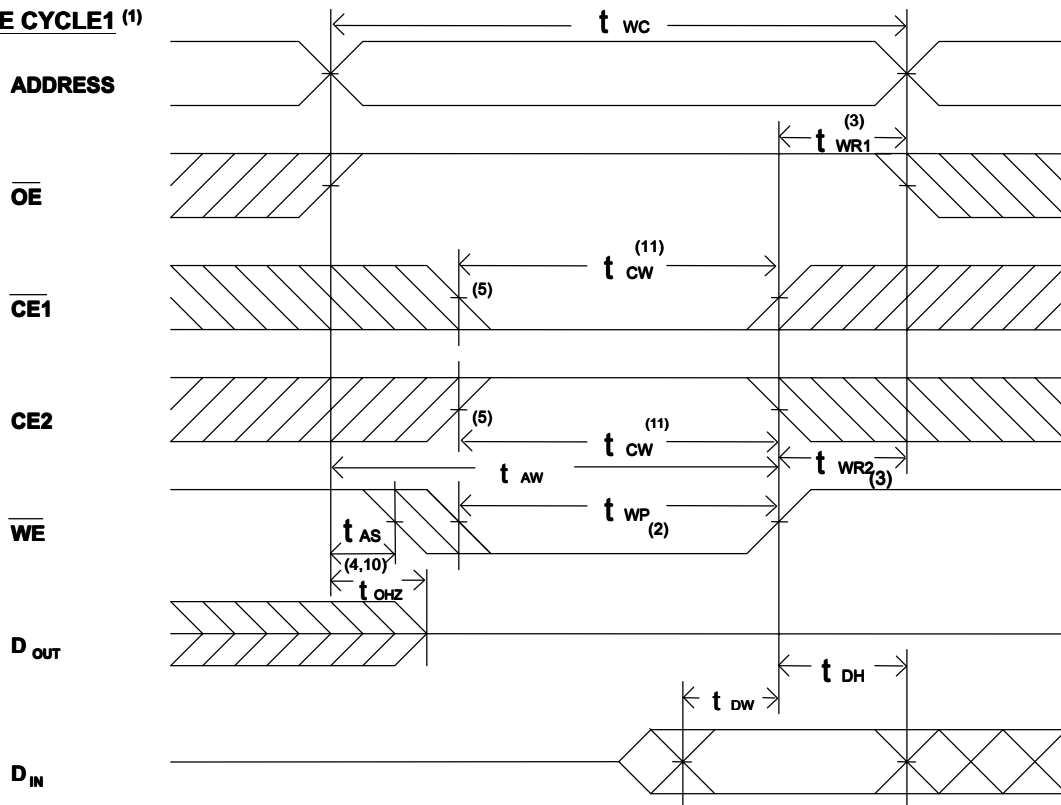 E CYCLE1 (1)
t WC
ADDRESS
(3)
t WR1
OE
(11)
t CW
CE1
(5)
CE2
(5)
(11)
t CW
t AW
t WR2
(3)
WE
t WP
(2)
t AS
(4,10)
t OHZ
D OUT
t DH
t DW
D IN